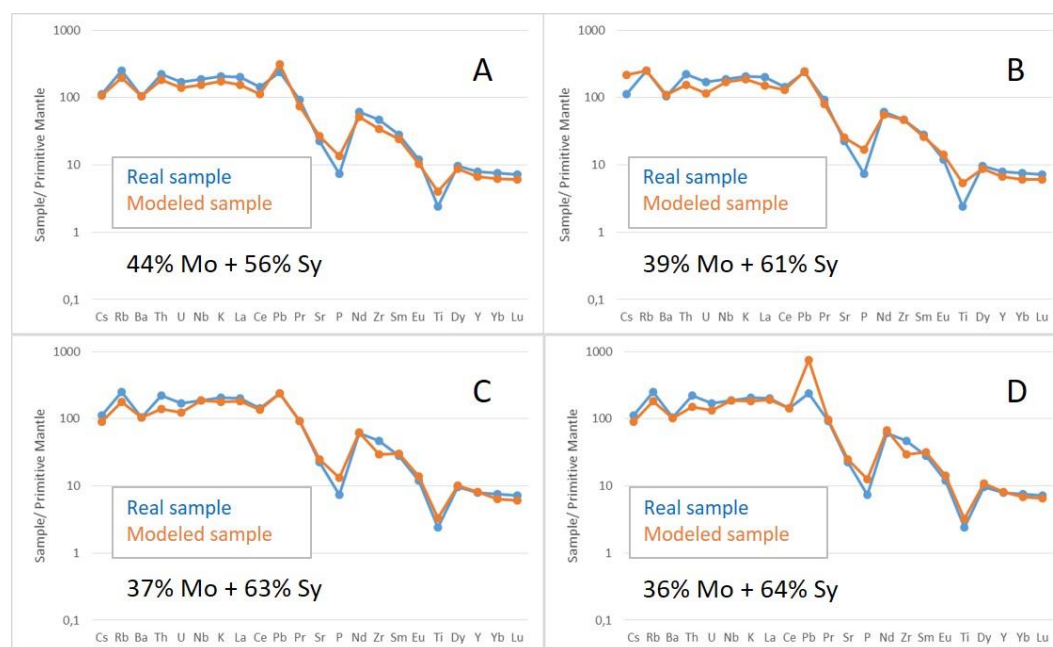 1000
100
10
1
0,1
Sample/ Primitive Mantle
A
Real sample
Modeled sample
44% Mo + 56% Sy
Cs Rb Ba Th U Nb K La Ce Pb Pr Sr P Nd Zr Sm Eu Ti Dy Y Yb Lu
1000
100
10
1
0,1
Sample/ Primitive Mantle
B
Real sample
Modeled sample
39% Mo + 61% Sy
Cs Rb Ba Th U Nb K La Ce Pb Pr Sr P Nd Zr Sm Eu Ti Dy Y Yb Lu
1000
100
10
1
0,1
Sample/ Primitive Mantle
C
Real sample
Modeled sample
37% Mo + 63% Sy
Cs Rb Ba Th U Nb K La Ce Pb Pr Sr P Nd Zr Sm Eu Ti Dy Y Yb Lu
1000
100
10
1
0,1
Sample/ Primitive Mantle
D
Real sample
Modeled sample
36% Mo + 64% Sy
Cs Rb Ba Th U Nb K La Ce Pb Pr Sr P Nd Zr Sm Eu Ti Dy Y Yb Lu